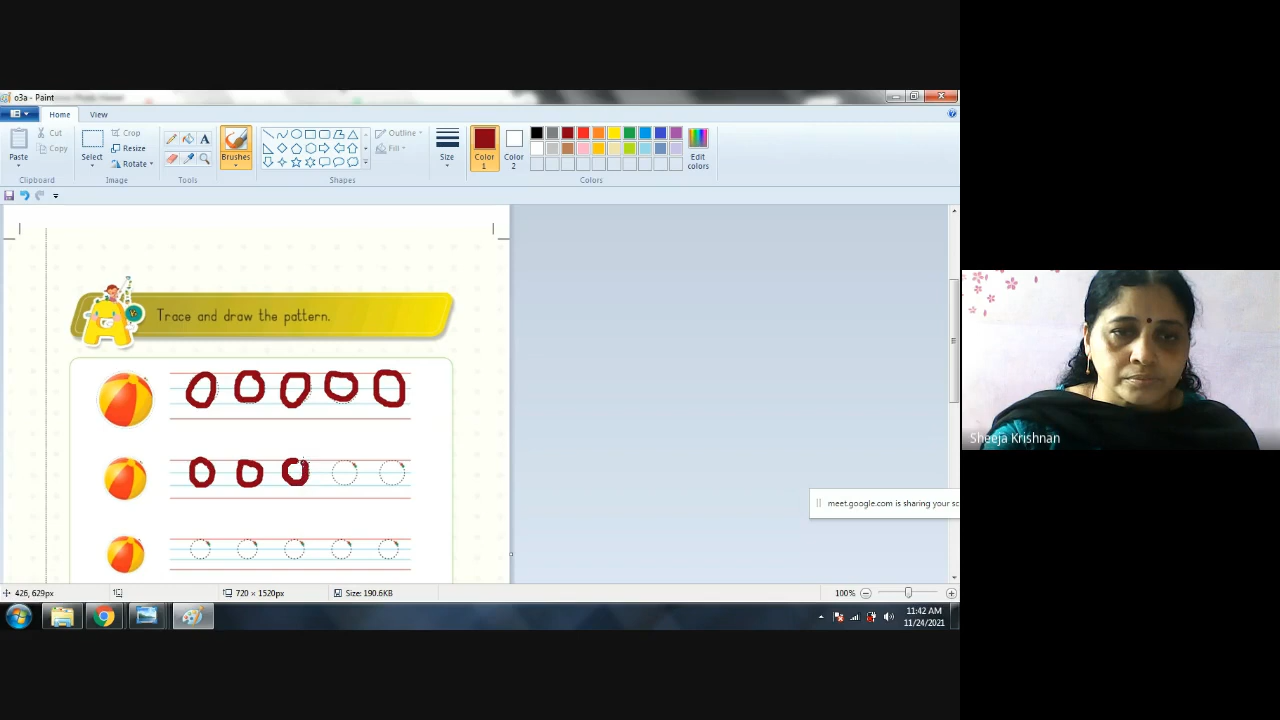 o3a - Paint
Home View
Paste
Cut
Copy
Clipboard
Select
Crop
Resize
Rotate
Image
Tools
Brushes
Shapes
Outline
Fill
Size
Color 1
Color 2
Colors
Edit colors
Trace and draw the pattern.
Sheeja Krishnan
meet.google.com is sharing your sc
426, 629px
720 × 1520px
Size: 190.6KB
100%
11:42 AM
11/24/2021